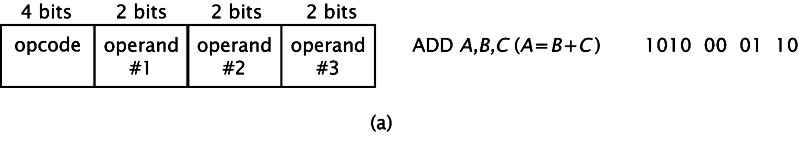 4 bits 2 bits 2 bits 2 bits
opcode operand operand operand ADD A,B,C (A=B+C) 1010 00 01 10
#1 #2 #3
(a)